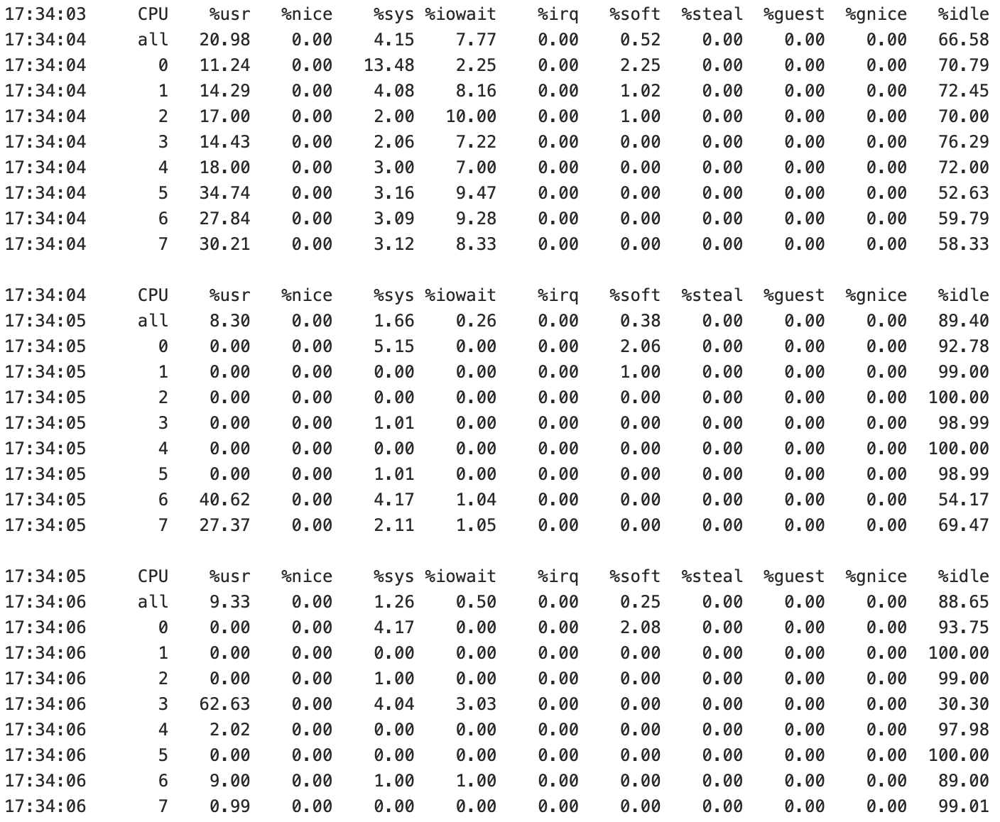 17:34:03     CPU    %usr   %nice    %sys %iowait    %irq   %soft  %steal  %guest  %gnice   %idle
17:34:04     all   20.98    0.00    4.15    7.77    0.00    0.52    0.00    0.00    0.00   66.58
17:34:04       0   11.24    0.00   13.48    2.25    0.00    2.25    0.00    0.00    0.00   70.79
17:34:04       1   14.29    0.00    4.08    8.16    0.00    1.02    0.00    0.00    0.00   72.45
17:34:04       2   17.00    0.00    2.00   10.00    0.00    1.00    0.00    0.00    0.00   70.00
17:34:04       3   14.43    0.00    2.06    7.22    0.00    0.00    0.00    0.00    0.00   76.29
17:34:04       4   18.00    0.00    3.00    7.00    0.00    0.00    0.00    0.00    0.00   72.00
17:34:04       5   34.74    0.00    3.16    9.47    0.00    0.00    0.00    0.00    0.00   52.63
17:34:04       6   27.84    0.00    3.09    9.28    0.00    0.00    0.00    0.00    0.00   59.79
17:34:04       7   30.21    0.00    3.12    8.33    0.00    0.00    0.00    0.00    0.00   58.33

17:34:04     CPU    %usr   %nice    %sys %iowait    %irq   %soft  %steal  %guest  %gnice   %idle
17:34:05     all    8.30    0.00    1.66    0.26    0.00    0.38    0.00    0.00    0.00   89.40
17:34:05       0    0.00    0.00    5.15    0.00    0.00    2.06    0.00    0.00    0.00   92.78
17:34:05       1    0.00    0.00    0.00    0.00    0.00    1.00    0.00    0.00    0.00   99.00
17:34:05       2    0.00    0.00    0.00    0.00    0.00    0.00    0.00    0.00    0.00  100.00
17:34:05       3    0.00    0.00    1.01    0.00    0.00    0.00    0.00    0.00    0.00   98.99
17:34:05       4    0.00    0.00    0.00    0.00    0.00    0.00    0.00    0.00    0.00  100.00
17:34:05       5    0.00    0.00    1.01    0.00    0.00    0.00    0.00    0.00    0.00   98.99
17:34:05       6   40.62    0.00    4.17    1.04    0.00    0.00    0.00    0.00    0.00   54.17
17:34:05       7   27.37    0.00    2.11    1.05    0.00    0.00    0.00    0.00    0.00   69.47

17:34:05     CPU    %usr   %nice    %sys %iowait    %irq   %soft  %steal  %guest  %gnice   %idle
17:34:06     all    9.33    0.00    1.26    0.50    0.00    0.25    0.00    0.00    0.00   88.65
17:34:06       0    0.00    0.00    4.17    0.00    0.00    2.08    0.00    0.00    0.00   93.75
17:34:06       1    0.00    0.00    0.00    0.00    0.00    0.00    0.00    0.00    0.00  100.00
17:34:06       2    0.00    0.00    1.00    0.00    0.00    0.00    0.00    0.00    0.00   99.00
17:34:06       3   62.63    0.00    4.04    3.03    0.00    0.00    0.00    0.00    0.00   30.30
17:34:06       4    2.02    0.00    0.00    0.00    0.00    0.00    0.00    0.00    0.00   97.98
17:34:06       5    0.00    0.00    0.00    0.00    0.00    0.00    0.00    0.00    0.00  100.00
17:34:06       6    9.00    0.00    1.00    1.00    0.00    0.00    0.00    0.00    0.00   89.00
17:34:06       7    0.99    0.00    0.00    0.00    0.00    0.00    0.00    0.00    0.00   99.01